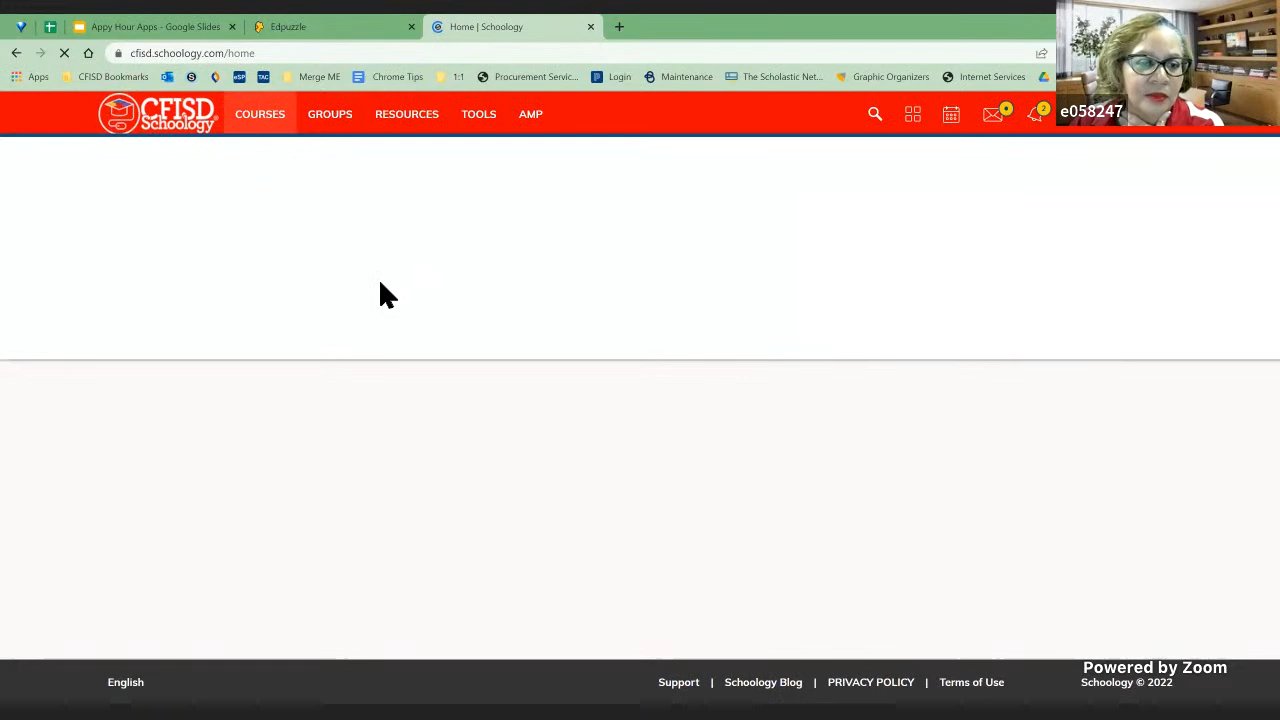 Appy Hour Apps - Google Slides
Edpuzzle
Home | Schoology
cfisd.schoology.com/home
Apps
CFISD Bookmarks
eSP
TAC
Merge ME
Chrome Tips
1:1
Procurement Servic...
Login
Maintenance
The Scholastic Net...
Graphic Organizers
Internet Services
CFISD
Schoology
COURSES
GROUPS
RESOURCES
TOOLS
AMP
2
e058247
English
Support | Schoology Blog | PRIVACY POLICY | Terms of Use
Powered by Zoom
Schoology © 2022